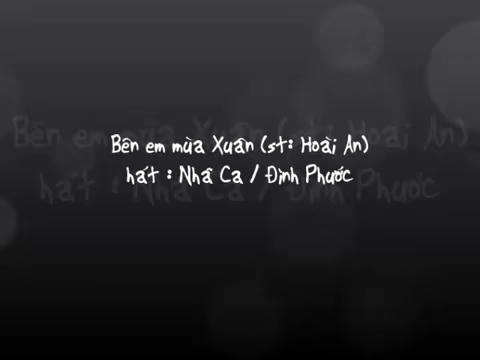 Bên em mùa Xuân (st: Hoài An)
hát : Nhã Ca / Đình Phước